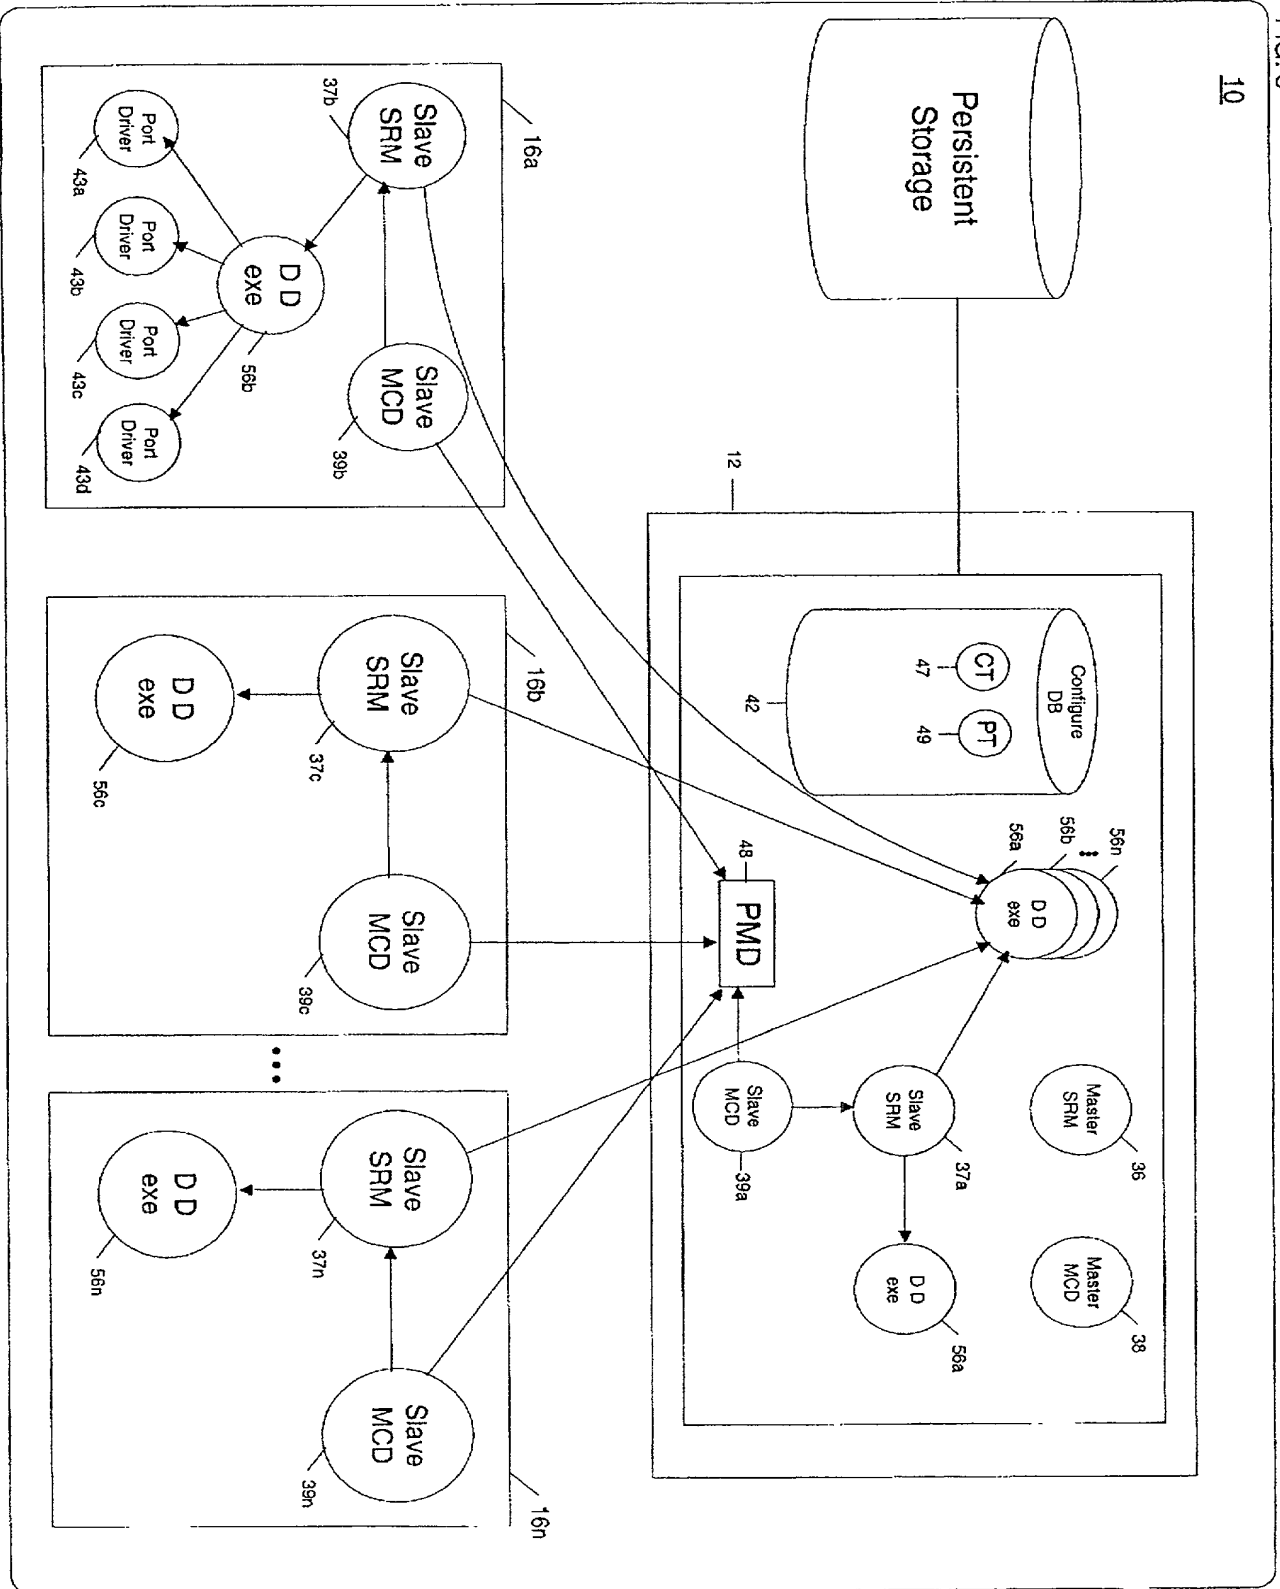 10
Persistent
Storage
12
Configure
DB
CT
47
PT
49
42
56n
56b
56a
D D
exe
Master
SRM
36
Master
MCD
38
Slave
SRM
37a
D D
exe
56a
48
PMD
Slave
MCD
39a
16a
Slave
SRM
37b
Slave
MCD
39b
D D
exe
56b
Port
Driver
43a
Port
Driver
43b
Port
Driver
43c
Port
Driver
43d
16b
Slave
SRM
37c
Slave
MCD
39c
D D
exe
56c
...
16n
Slave
SRM
37n
Slave
MCD
39n
D D
exe
56n